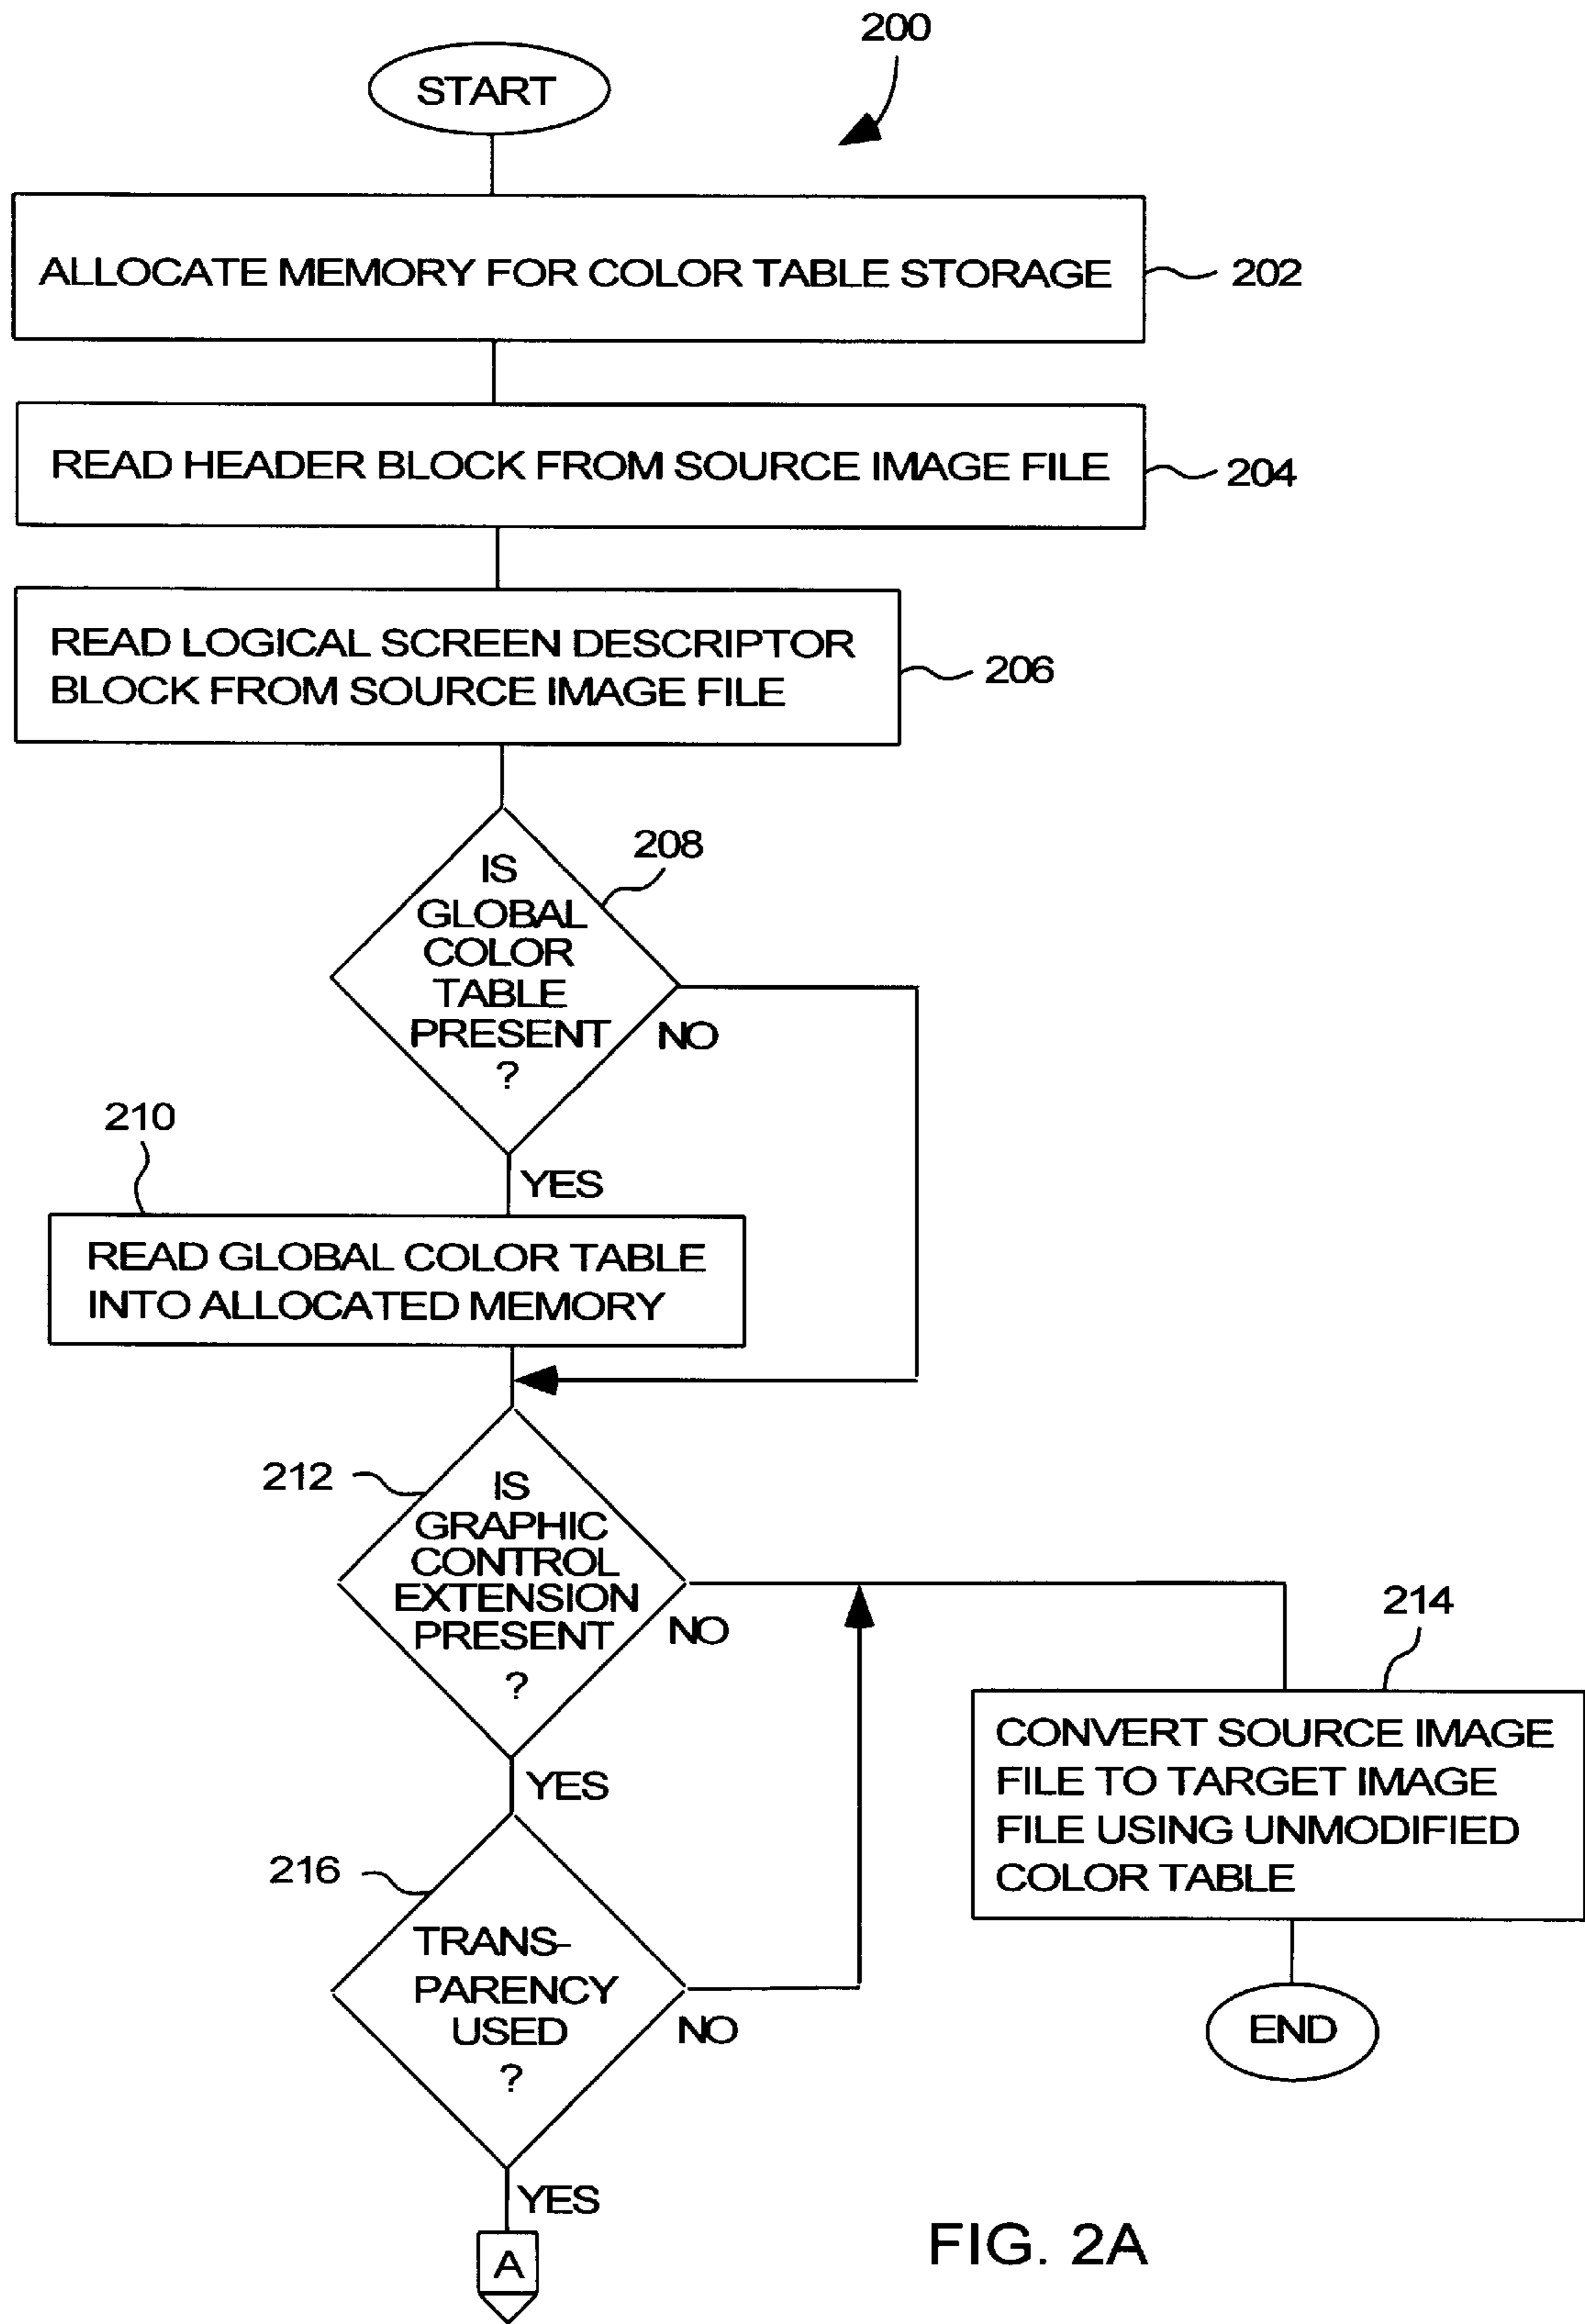 200
START
ALLOCATE MEMORY FOR COLOR TABLE STORAGE
202
READ HEADER BLOCK FROM SOURCE IMAGE FILE
204
READ LOGICAL SCREEN DESCRIPTOR
BLOCK FROM SOURCE IMAGE FILE
206
208
IS
GLOBAL
COLOR
TABLE
PRESENT
?
NO
YES
210
READ GLOBAL COLOR TABLE
INTO ALLOCATED MEMORY
212
IS
GRAPHIC
CONTROL
EXTENSION
PRESENT
?
NO
YES
214
CONVERT SOURCE IMAGE
FILE TO TARGET IMAGE
FILE USING UNMODIFIED
COLOR TABLE
216
TRANS-
PARENCY
USED
?
NO
END
YES
A
FIG. 2A